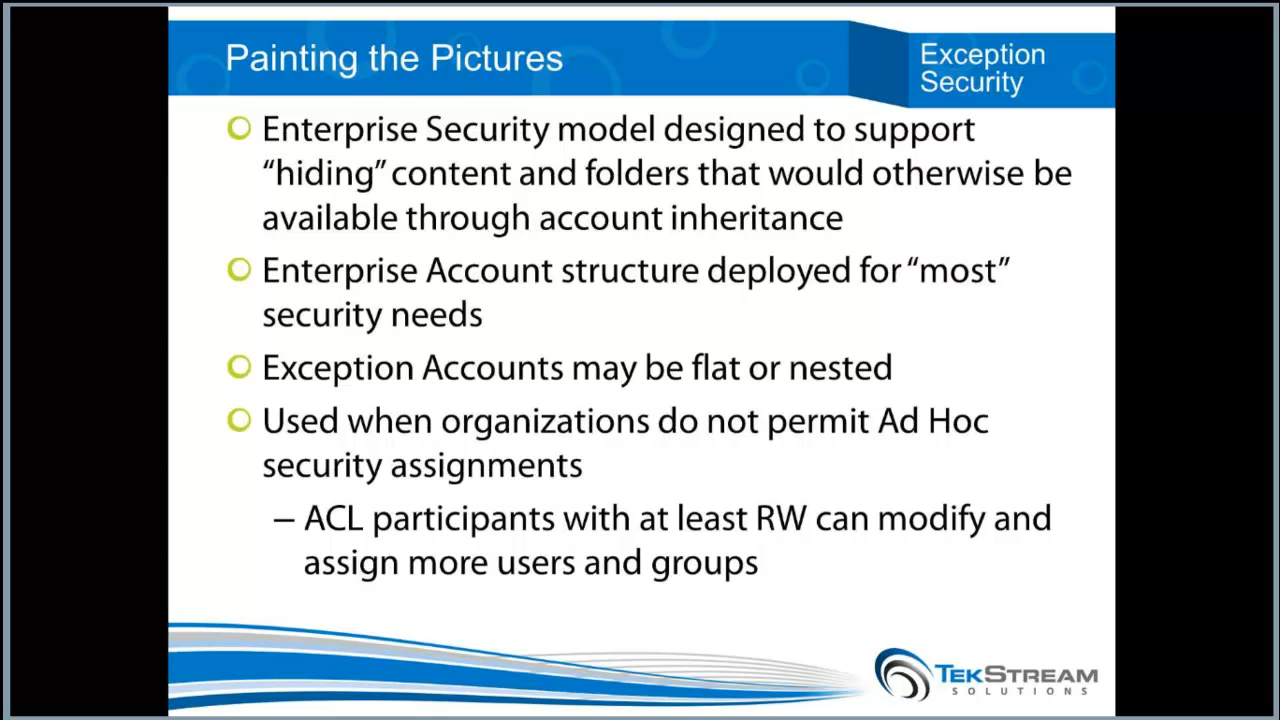 Painting the Pictures
Exception
Security
Enterprise Security model designed to support
“hiding” content and folders that would otherwise be
available through account inheritance
Enterprise Account structure deployed for “most”
security needs
Exception Accounts may be flat or nested
Used when organizations do not permit Ad Hoc
security assignments
– ACL participants with at least RW can modify and
assign more users and groups
TEKSTREAM
SOLUTIONS